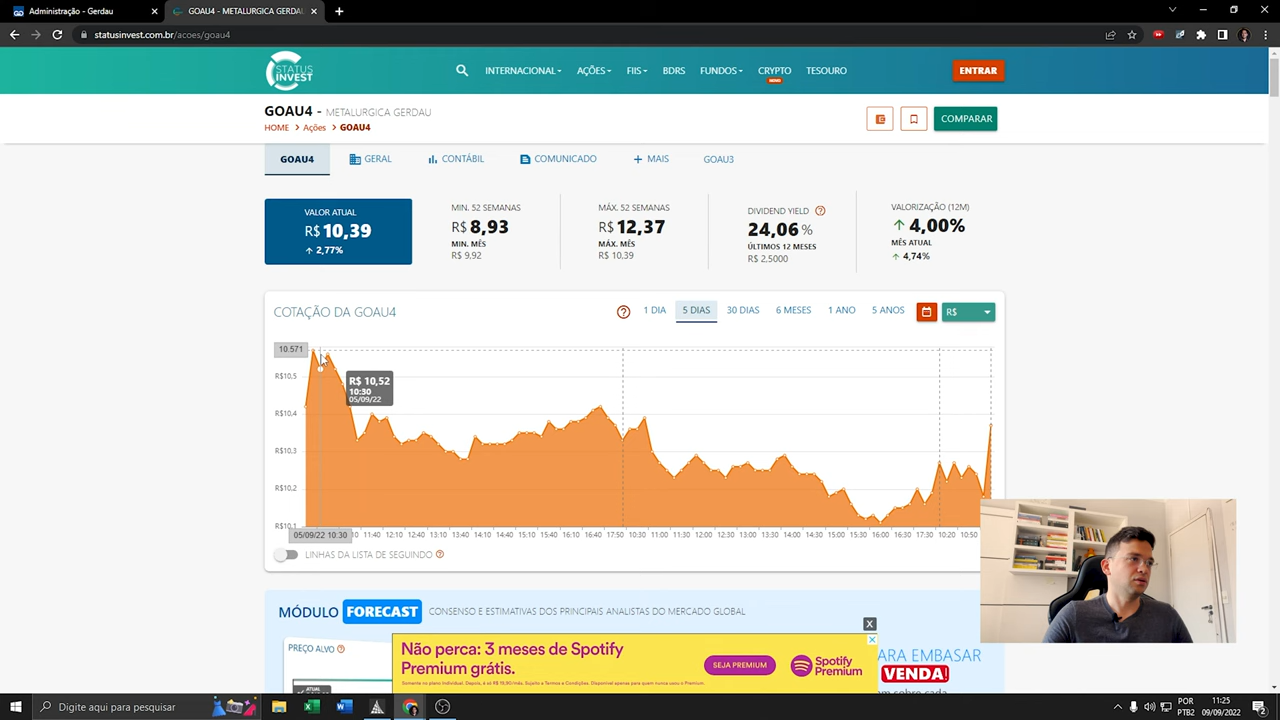 Administração - Gerdau
GOAU4 - METALURGICA GERDAU
statusinvest.com.br/acoes/goau4
STATUS
INVEST
INTERNACIONAL
AÇÕES
FIIS
BDRS
FUNDOS
CRYPTO
TESOURO
ENTRAR
GOAU4 - METALURGICA GERDAU
HOME > Ações > GOAU4
COMPARAR
GOAU4
GERAL
CONTÁBIL
COMUNICADO
+ MAIS
GOAU3
VALOR ATUAL
R$ 10,39
2,77%
MIN. 52 SEMANAS
R$ 8,93
MIN. MÊS
R$ 9,92
MÁX. 52 SEMANAS
R$ 12,37
MÁX. MÊS
R$ 10,39
DIVIDEND YIELD
24,06 %
ÚLTIMOS 12 MESES
R$ 2,5000
VALORIZAÇÃO (12M)
4,00%
MÊS ATUAL
4,74%
COTAÇÃO DA GOAU4
1 DIA
5 DIAS
30 DIAS
6 MESES
1 ANO
5 ANOS
R$
10.571
R$10.5
R$10.4
R$10.3
R$10.2
R$10.1
R$ 10,52
10:30
05/09/22
05/09/22 10:30
10 11:40 12:10 12:40 13:10 13:40 14:10 14:40 15:10 15:40 16:10 16:40 17:50 10:30 11:00 11:30 12:00 12:30 13:00 13:30 14:00 14:30 15:00 15:30 16:00 16:30 17:30 10:20 10:50
LINHAS DA LISTA DE SEGUINDO
MÓDULO FORECAST
CONSENSO E ESTIMATIVAS DOS PRINCIPAIS ANALISTAS DO MERCADO GLOBAL
PREÇO ALVO
ATUAL
X
Não perca: 3 meses de Spotify
Premium grátis.
SEJA PREMIUM
Spotify
Premium
ARA EMBASAR
VENDA!
om sobre cada
Digite aqui para pesquisar
POR
PTB2
11:25
09/09/2022
2